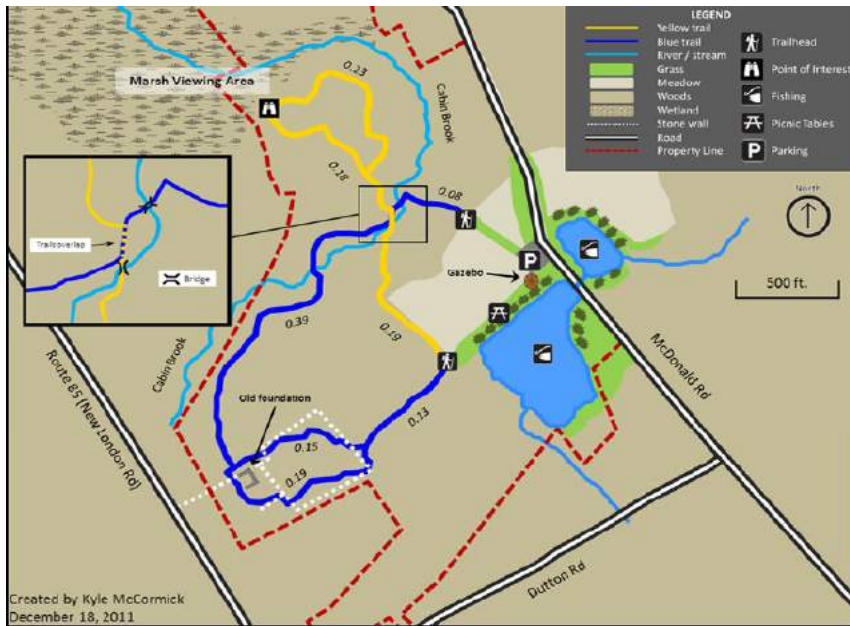 LEGEND
Yellow trail
Blue trail
River / stream
Grass
Meadow
Woods
Wetland
Stone wall
Road
Property Line
Trailhead
Point of Interest
Fishing
Picnic Tables
P
Parking
North
500 ft.
Marsh Viewing Area
0.23
Cabin Brook
0.18
0.08
Trails overlap
Bridge
P
Gazebo
0.39
0.19
Cabin Brook
McDonald Rd
Route 85 (New London Rd)
Old foundation
0.13
0.15
0.19
Dutton Rd
Created by Kyle McCormick
December 18, 2011